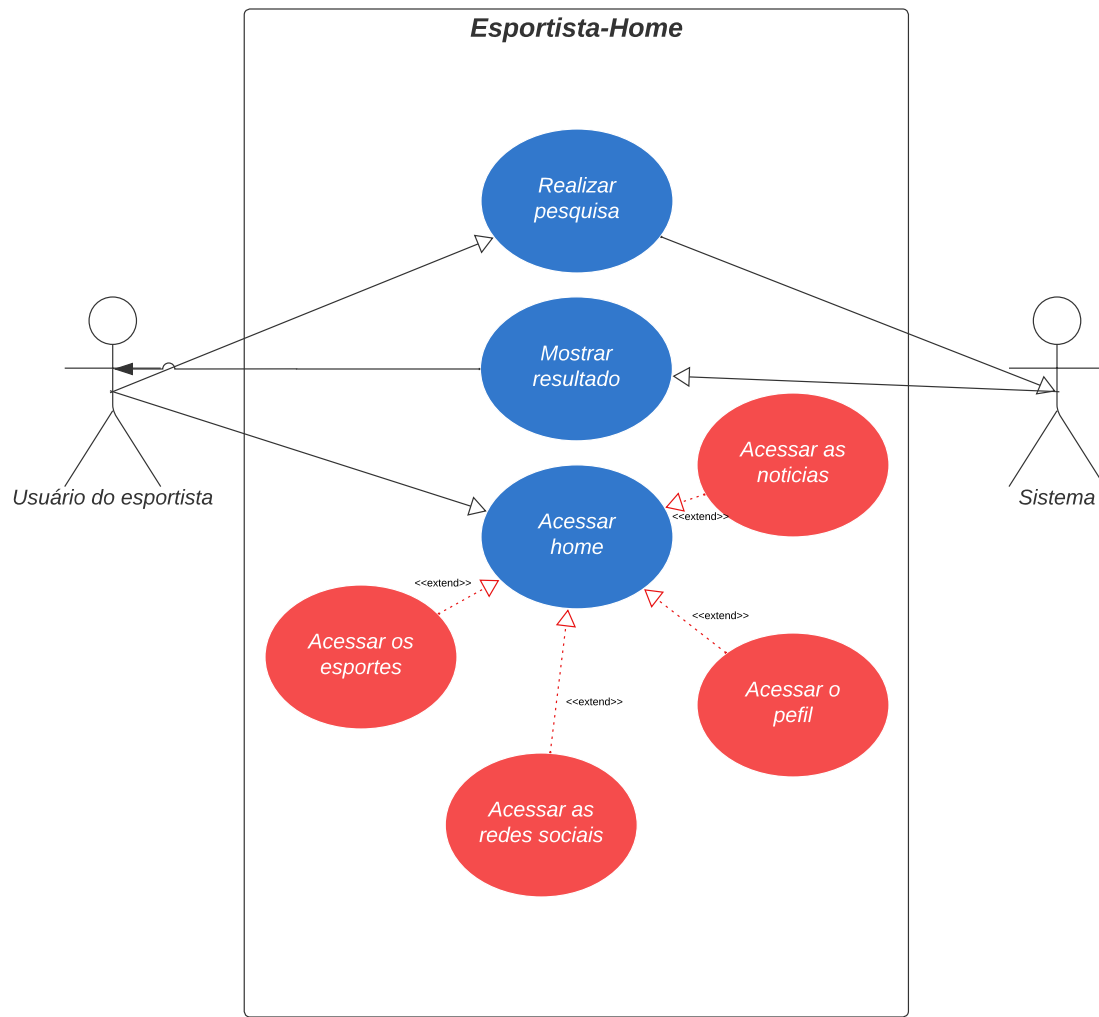 Esportista-Home
Realizar
pesquisa
Mostrar
resultado
Usuário do esportista
Sistema
Acessar as
noticias
<<extend>>
Acessar
home
<<extend>>
<<extend>>
Acessar os
esportes
Acessar o
pefil
<<extend>>
Acessar as
redes sociais